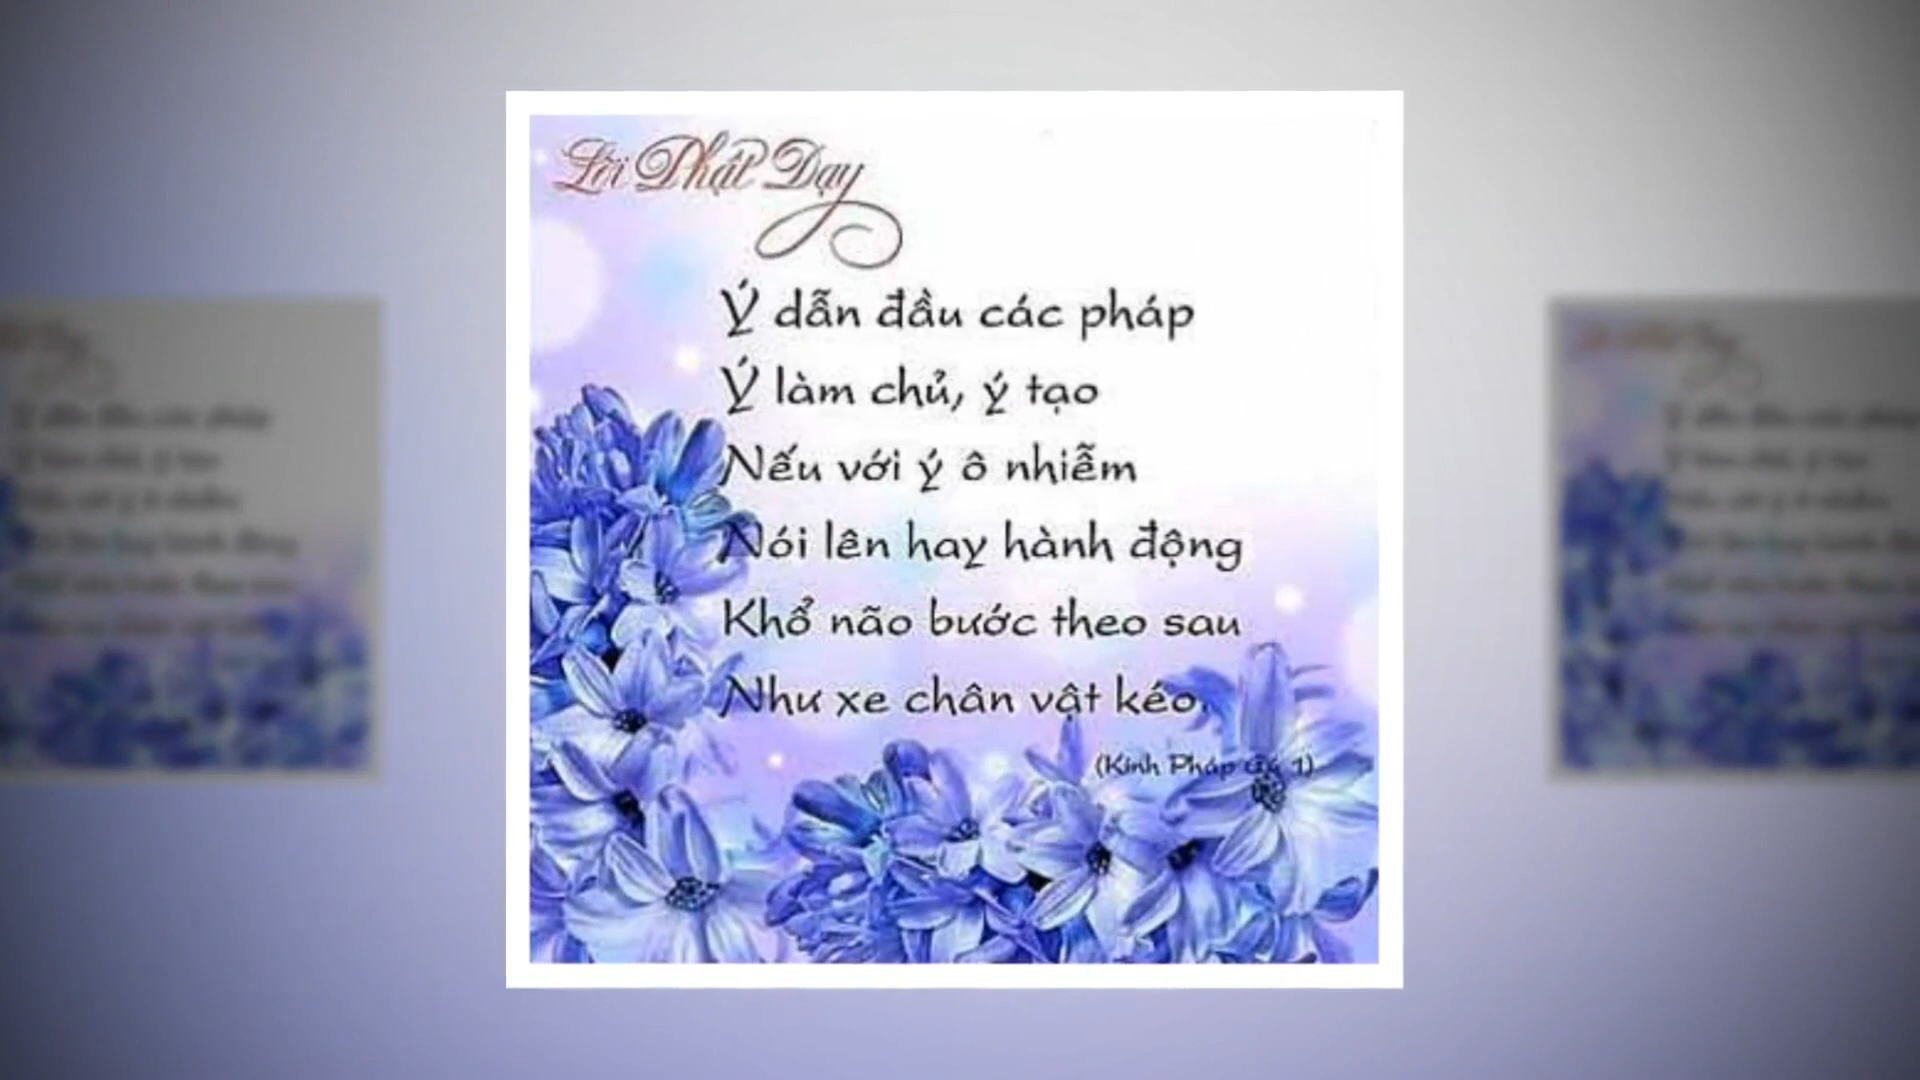 Lời Phật Dạy
Ý dẫn đầu các pháp
Ý làm chủ, ý tạo
Nếu với ý ô nhiễm
Nói lên hay hành động
Khổ não bước theo sau
Như xe chân vật kéo.
(Kinh Pháp Cú 1)